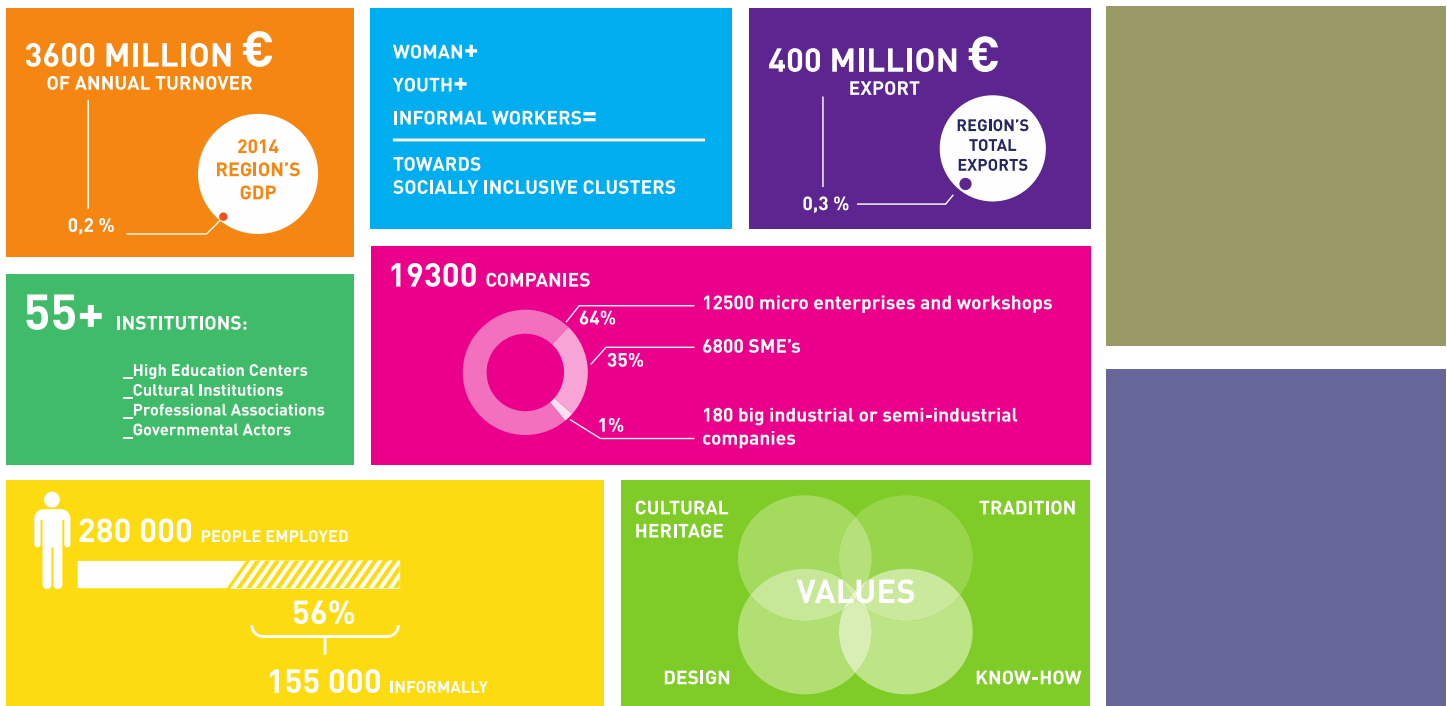 3600 MILLION €
OF ANNUAL TURNOVER
2014
REGION'S
GDP
0,2 %
WOMAN+
YOUTH+
INFORMAL WORKERS=
TOWARDS
SOCIALLY INCLUSIVE CLUSTERS
400 MILLION €
EXPORT
REGION'S
TOTAL
EXPORTS
0,3 %
55+ INSTITUTIONS:
_High Education Centers
_Cultural Institutions
_Professional Associations
_Governmental Actors
19300 COMPANIES
64%
12500 micro enterprises and workshops
35%
6800 SME's
1%
180 big industrial or semi-industrial
companies
280 000 PEOPLE EMPLOYED
56%
155 000 INFORMALLY
CULTURAL
HERITAGE
TRADITION
VALUES
DESIGN
KNOW-HOW